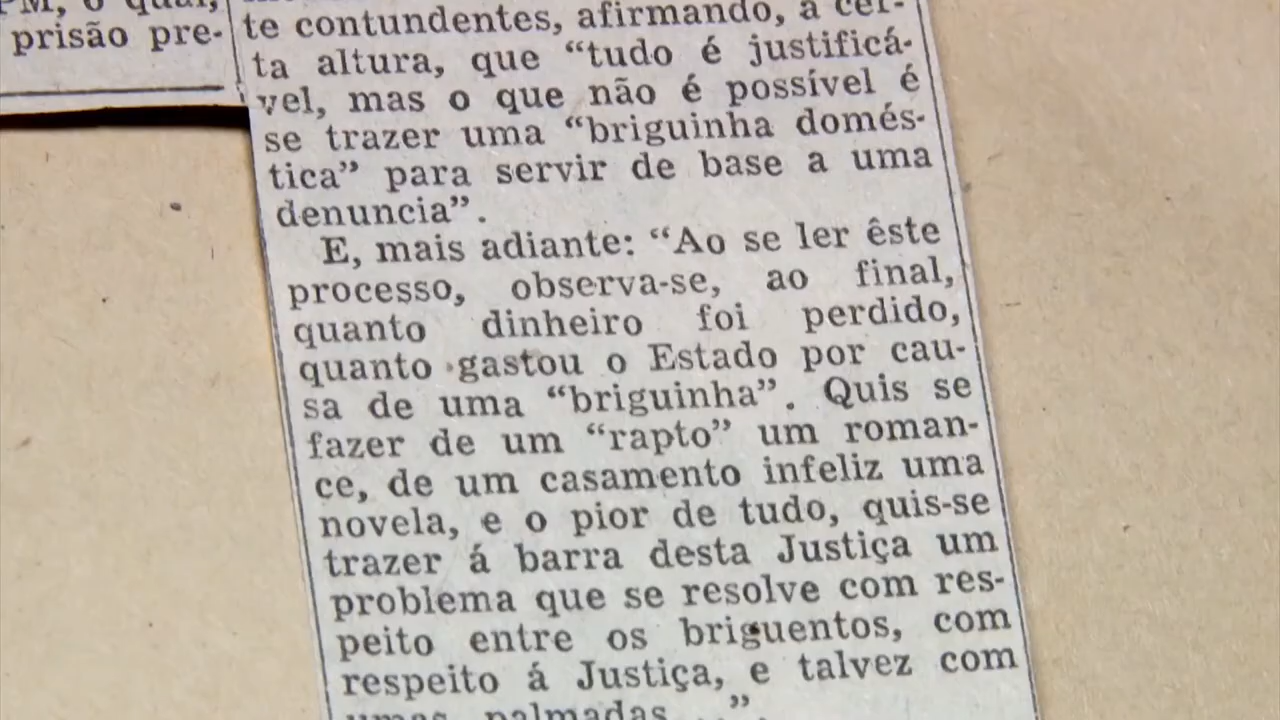 PM, o qual,
prisão pre-
te contundentes, afirmando, a cer-
ta altura, que “tudo é justificá-
vel, mas o que não é possível é
se trazer uma “briguinha domés-
tica” para servir de base a uma
denuncia”.
E, mais adiante: “Ao se ler êste
processo, observa-se, ao final,
quanto dinheiro foi perdido,
quanto gastou o Estado por cau-
sa de uma “briguinha”. Quis se
fazer de um “rapto” um roman-
ce, de um casamento infeliz uma
novela, e o pior de tudo, quis-se
trazer á barra desta Justiça um
problema que se resolve com res-
peito entre os briguentos, com
respeito á Justiça, e talvez com
umas palmadas...”.